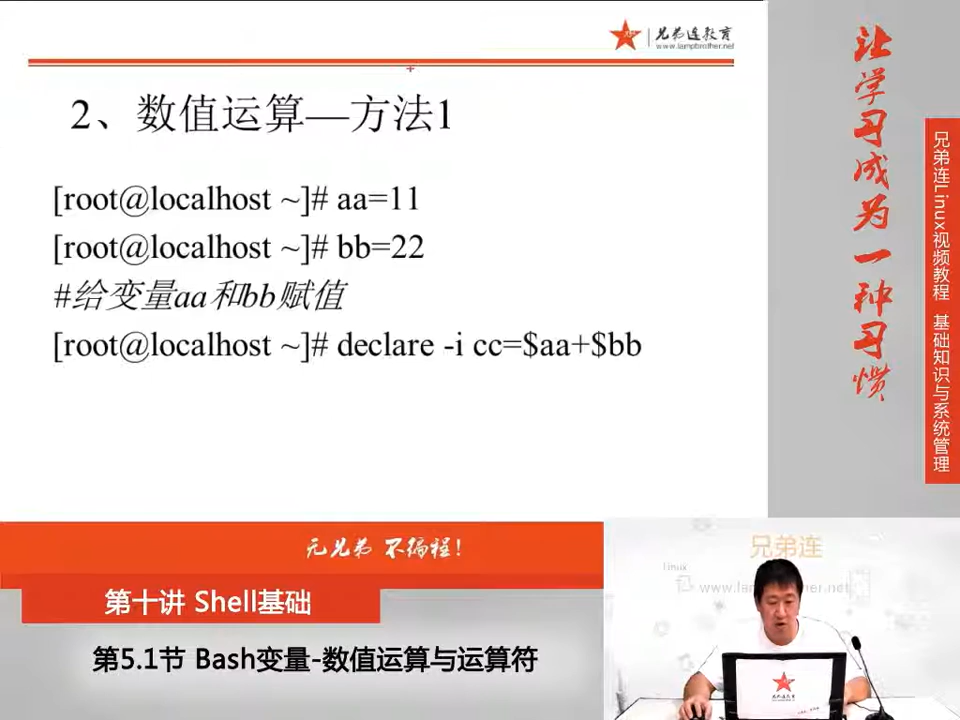 兄弟连教育
www.lampbrother.net
2、数值运算—方法1
[root@localhost ~]# aa=11
[root@localhost ~]# bb=22
#给变量aa和bb赋值
[root@localhost ~]# declare -i cc=$aa+$bb
让学习成为一种习惯
兄弟连Linux视频教程 基础知识与系统管理
无兄弟 不编程!
第十讲 Shell基础
第5.1节 Bash变量-数值运算与运算符
兄弟连
Linux